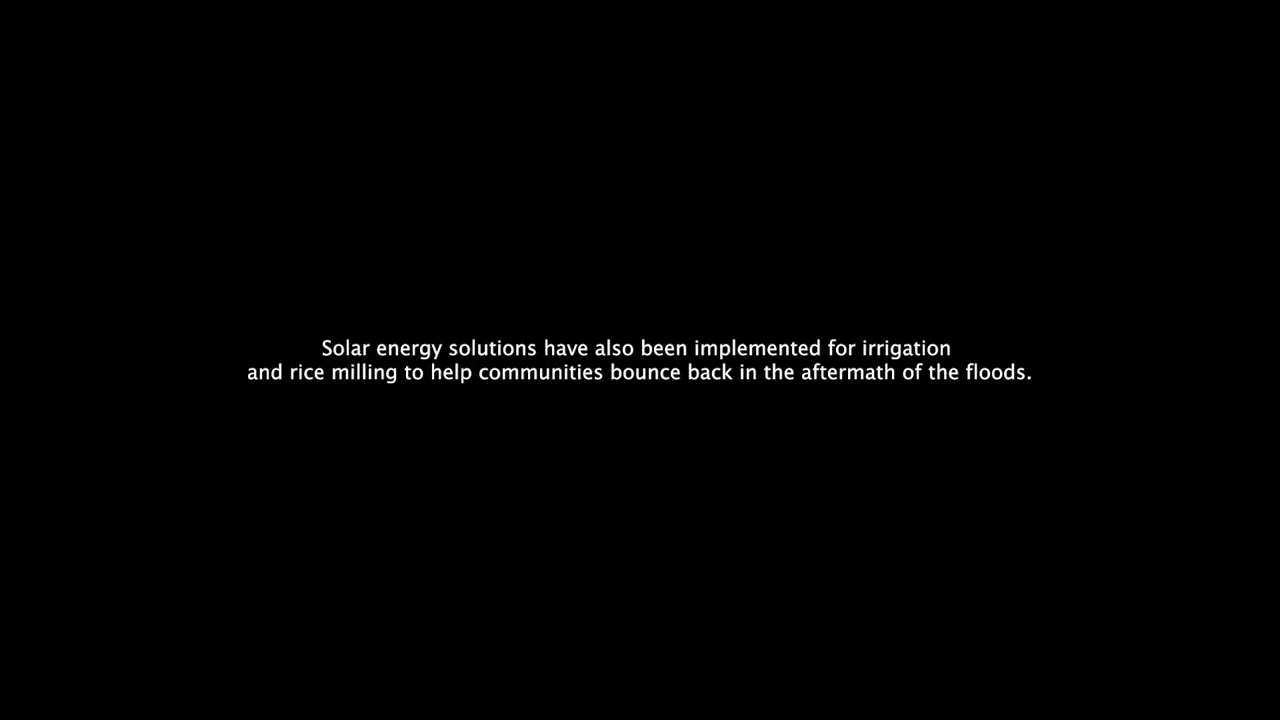 Solar energy solutions have also been implemented for irrigation
and rice milling to help communities bounce back in the aftermath of the floods.